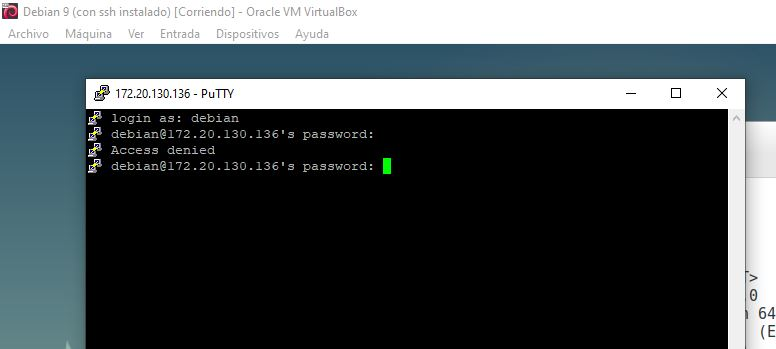 Debian 9 (con ssh instalado) [Corriendo] - Oracle VM VirtualBox
Archivo Máquina Ver Entrada Dispositivos Ayuda
172.20.130.136 - PuTTY
login as: debian
debian@172.20.130.136's password:
Access denied
debian@172.20.130.136's password:
T>
.0
n 64
(E